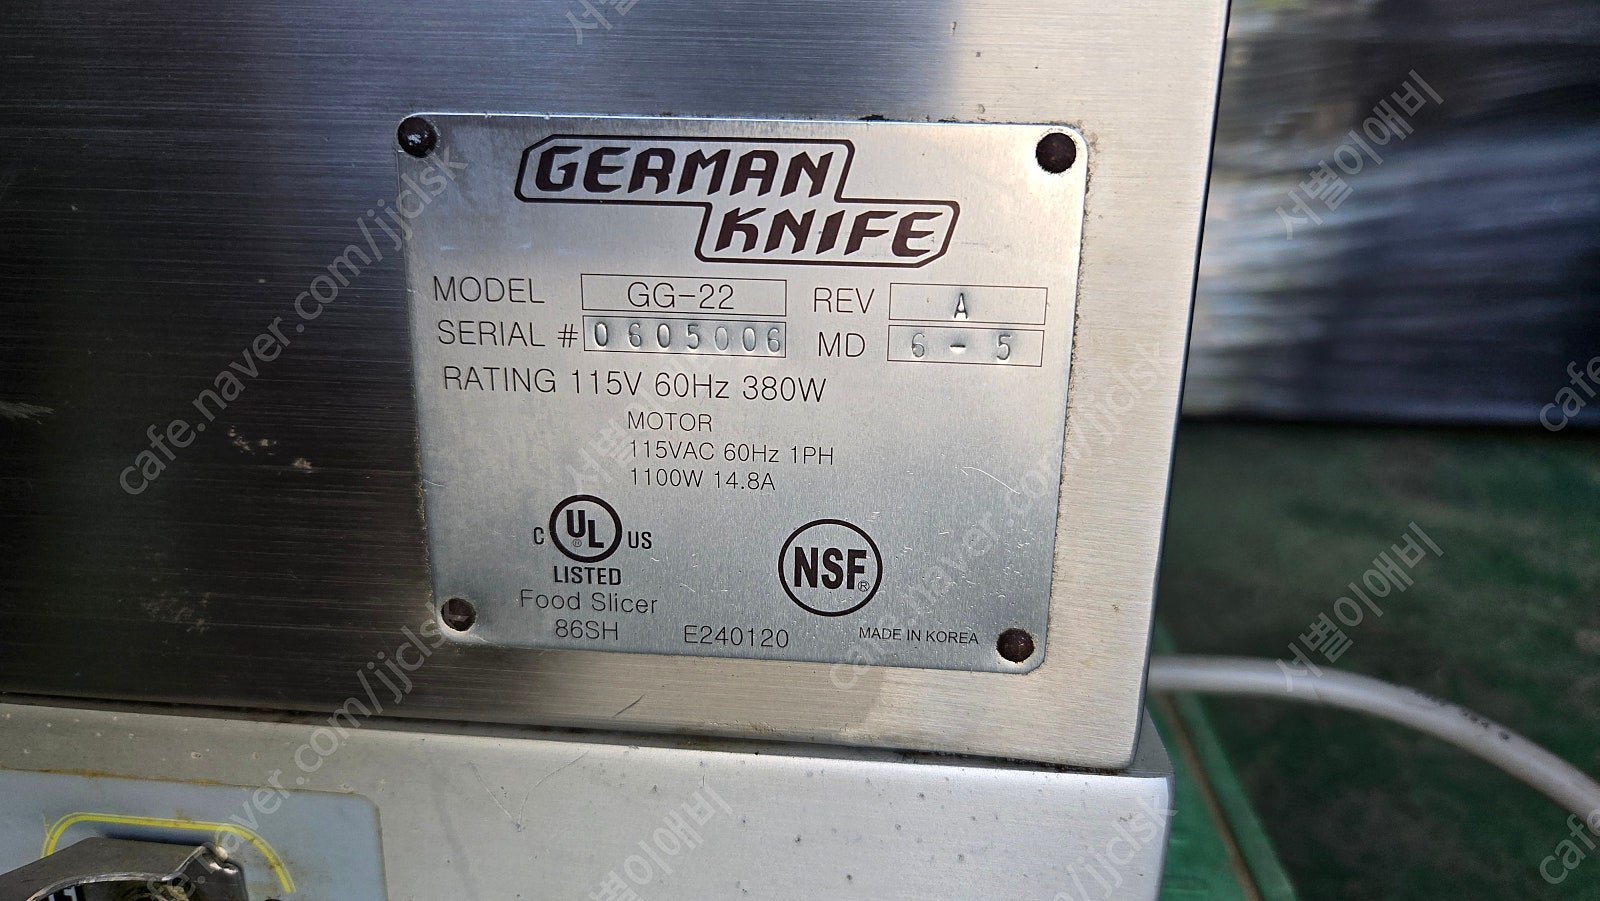 GERMAN
KNIFE
MODEL GG-22 REV A
SERIAL # 0605006 MD 6-5
RATING 115V 60Hz 380W
MOTOR
115VAC 60Hz 1PH
1100W 14.8A
C UL® US
LISTED
NSF®
Food Slicer
86SH E240120 MADE IN KOREA
cafe.naver.com/jjclsk
서벌이애비